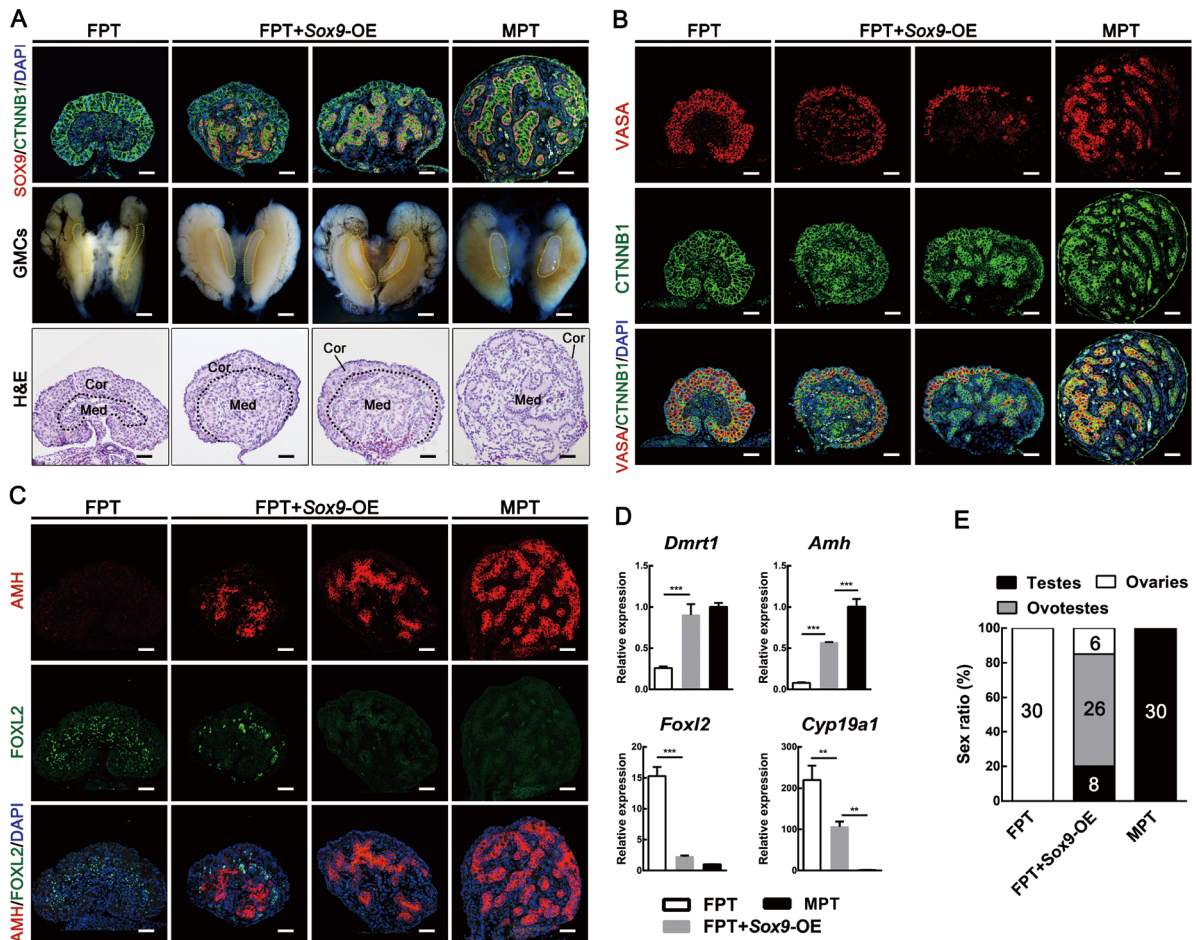 A
FPT
FPT+Sox9-OE
MPT
SOX9/CTNNB1/DAPI
GMCs
H&E
Cor
Med
Cor
Med
Cor
Med
Cor
Med
B
FPT
FPT+Sox9-OE
MPT
VASA
CTNNB1
VASA/CTNNB1/DAPI
C
FPT
FPT+Sox9-OE
MPT
AMH
FOXL2
AMH/FOXL2/DAPI
D
Dmrt1
Relative expression
1.5
1.0
0.5
0.0
***
Amh
Relative expression
1.5
1.0
0.5
0.0
***
***
Foxl2
Relative expression
20
15
10
5
0
***
Cyp19a1
Relative expression
300
200
100
0
**
**
FPT
MPT
FPT+Sox9-OE
E
Testes
Ovaries
Ovotestes
Sex ratio (%)
100
80
60
40
20
0
30
6
26
8
30
FPT
FPT+Sox9-OE
MPT